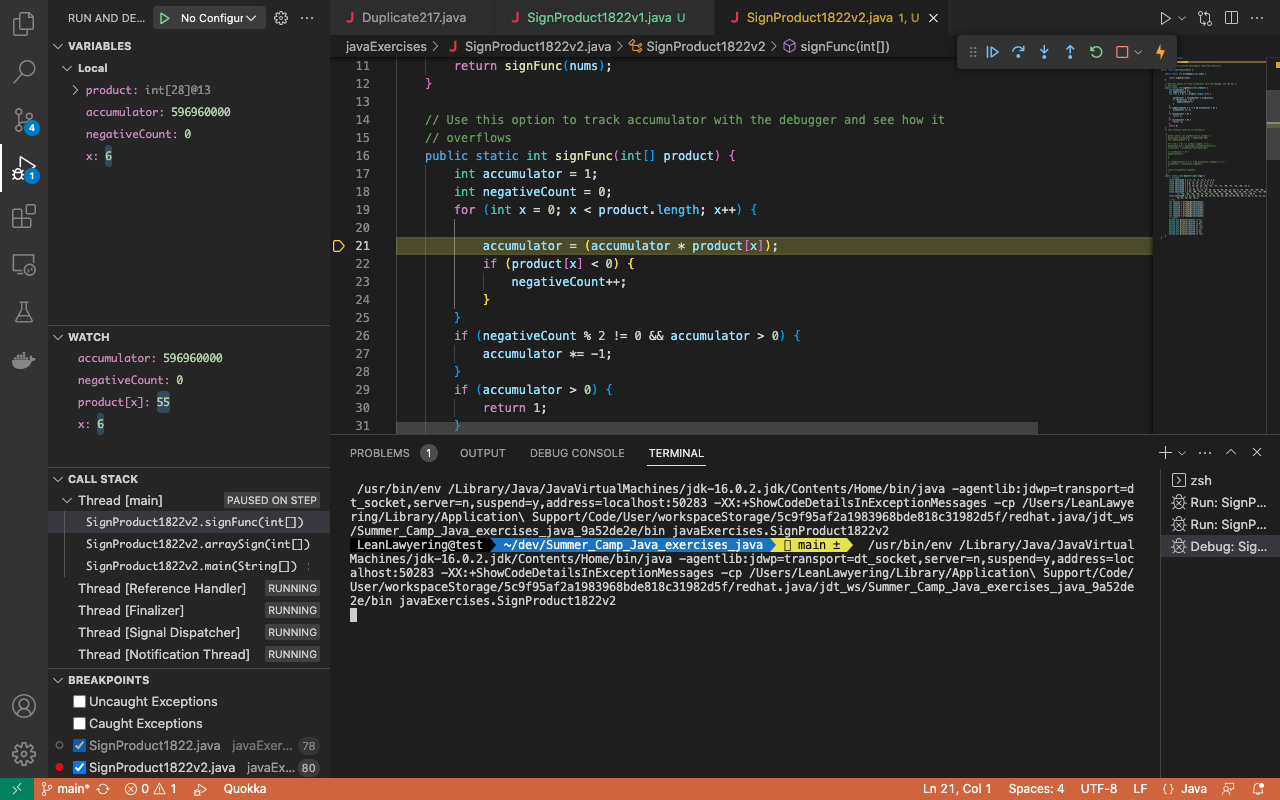 RUN AND DE...
No Configur
Duplicate217.java
SignProduct1822v1.java U
SignProduct1822v2.java 1, U
javaExercises > SignProduct1822v2.java > SignProduct1822v2 > signFunc(int[])
VARIABLES
Local
product: int[28]@13
accumulator: 596960000
negativeCount: 0
x: 6
WATCH
accumulator: 596960000
negativeCount: 0
product[x]: 55
x: 6
CALL STACK
Thread [main] PAUSED ON STEP
SignProduct1822v2.signFunc(int[])
SignProduct1822v2.arraySign(int[])
SignProduct1822v2.main(String[])
Thread [Reference Handler] RUNNING
Thread [Finalizer] RUNNING
Thread [Signal Dispatcher] RUNNING
Thread [Notification Thread] RUNNING
BREAKPOINTS
Uncaught Exceptions
Caught Exceptions
SignProduct1822.java javaExer... 78
SignProduct1822v2.java javaEx... 80
4
1
11 return signFunc(nums);
12 }
13
14 // Use this option to track accumulator with the debugger and see how it
15 // overflows
16 public static int signFunc(int[] product) {
17 int accumulator = 1;
18 int negativeCount = 0;
19 for (int x = 0; x < product.length; x++) {
20
21 accumulator = (accumulator * product[x]);
22 if (product[x] < 0) {
23 negativeCount++;
24 }
25 }
26 if (negativeCount % 2 != 0 && accumulator > 0) {
27 accumulator *= -1;
28 }
29 if (accumulator > 0) {
30 return 1;
31 }
PROBLEMS 1 OUTPUT DEBUG CONSOLE TERMINAL
/usr/bin/env /Library/Java/JavaVirtualMachines/jdk-16.0.2.jdk/Contents/Home/bin/java -agentlib:jdwp=transport=d
t_socket,server=n,suspend=y,address=localhost:50283 -XX:+ShowCodeDetailsInExceptionMessages -cp /Users/LeanLawye
ring/Library/Application\ Support/Code/User/workspaceStorage/5c9f95af2a1983968bde818c31982d5f/redhat.java/jdt_ws
/Summer_Camp_Java_exercises_java_9a52de2e/bin javaExercises.SignProduct1822v2
LeanLawyering@test ~/dev/Summer_Camp_Java_exercises_java main ± /usr/bin/env /Library/Java/JavaVirtual
Machines/jdk-16.0.2.jdk/Contents/Home/bin/java -agentlib:jdwp=transport=dt_socket,server=n,suspend=y,address=loc
alhost:50283 -XX:+ShowCodeDetailsInExceptionMessages -cp /Users/LeanLawyering/Library/Application\ Support/Code/
User/workspaceStorage/5c9f95af2a1983968bde818c31982d5f/redhat.java/jdt_ws/Summer_Camp_Java_exercises_java_9a52de
2e/bin javaExercises.SignProduct1822v2
zsh
Run: SignP...
Run: SignP...
Debug: Sig...
main* 0 1 Quokka
Ln 21, Col 1 Spaces: 4 UTF-8 LF {} Java